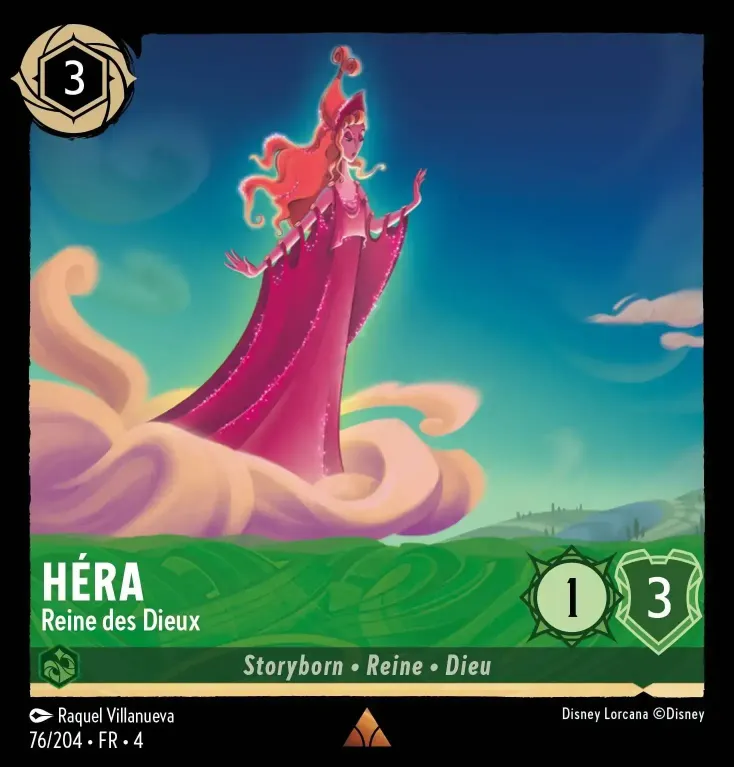 3
HÉRA
Reine des Dieux
1
3
Storyborn • Reine • Dieu
Raquel Villanueva
Disney Lorcana ©Disney
76/204 • FR • 4